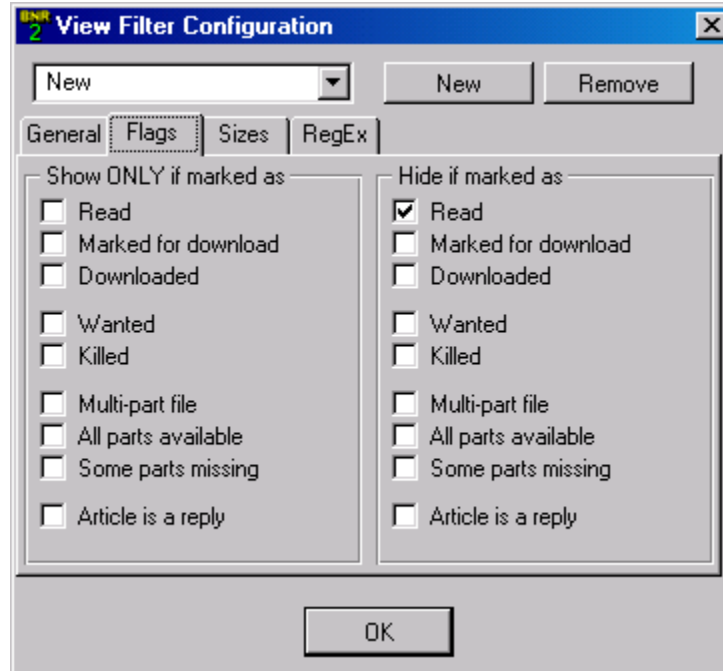 BNR 2 View Filter Configuration
New New Remove
General Flags Sizes RegEx
Show ONLY if marked as
Read
Marked for download
Downloaded
Wanted
Killed
Multi-part file
All parts available
Some parts missing
Article is a reply
Hide if marked as
Read
Marked for download
Downloaded
Wanted
Killed
Multi-part file
All parts available
Some parts missing
Article is a reply
OK